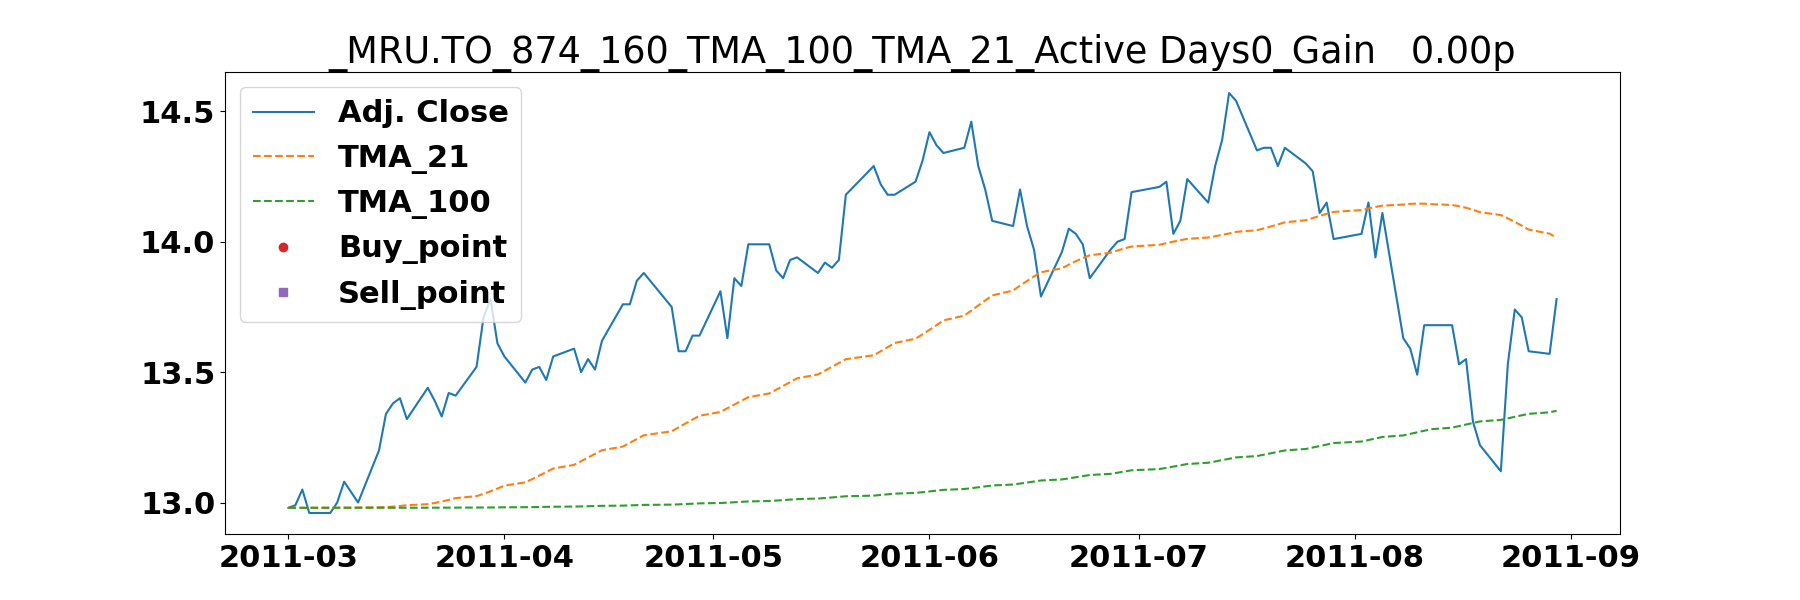 _MRU.TO_874_160_TMA_100_TMA_21_Active Days0_Gain   0.00p
14.5
14.0
13.5
13.0
Adj. Close
TMA_21
TMA_100
Buy_point
Sell_point
2011-03 2011-04 2011-05 2011-06 2011-07 2011-08 2011-09